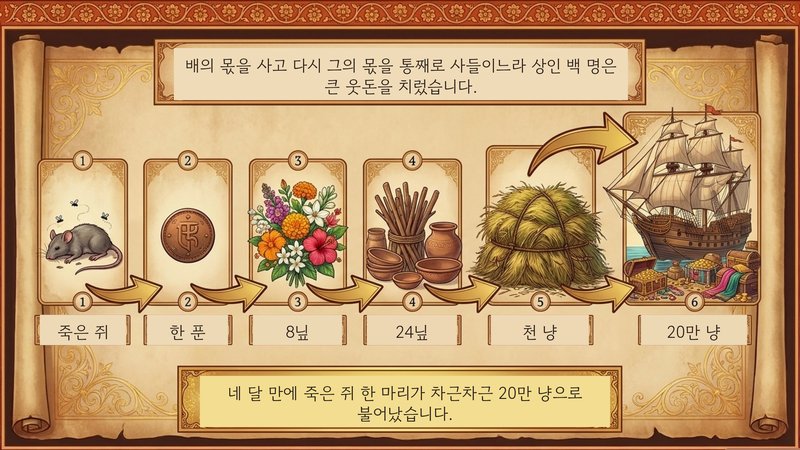 배의 몫을 사고 다시 그의 몫을 통째로 사들이느라 상인 백 명은
큰 웃돈을 치렀습니다.
1 2 3 4
1 2 3 4 5 6
죽은 쥐 한 푼 8닢 24닢 천 냥 20만 냥
네 달 만에 죽은 쥐 한 마리가 차근차근 20만 냥으로
불어났습니다.